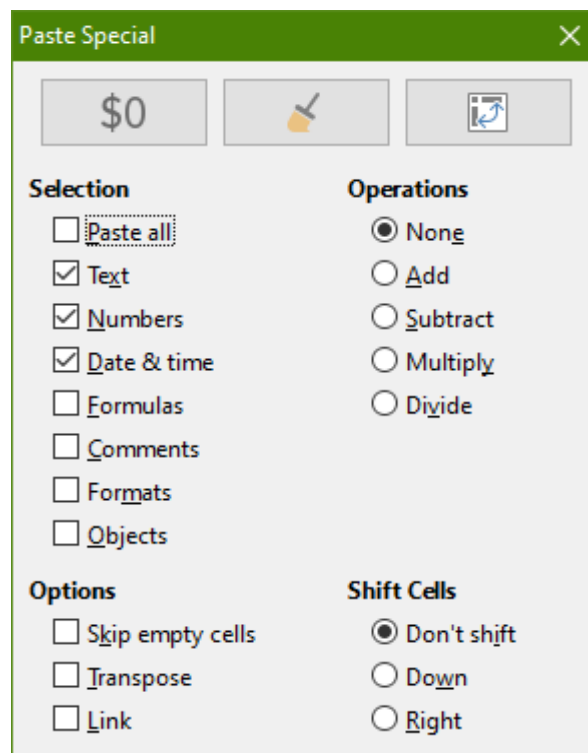 Paste Special
$0
Selection
Paste all
Text
Numbers
Date & time
Formulas
Comments
Formats
Objects
Operations
None
Add
Subtract
Multiply
Divide
Options
Skip empty cells
Transpose
Link
Shift Cells
Don't shift
Down
Right